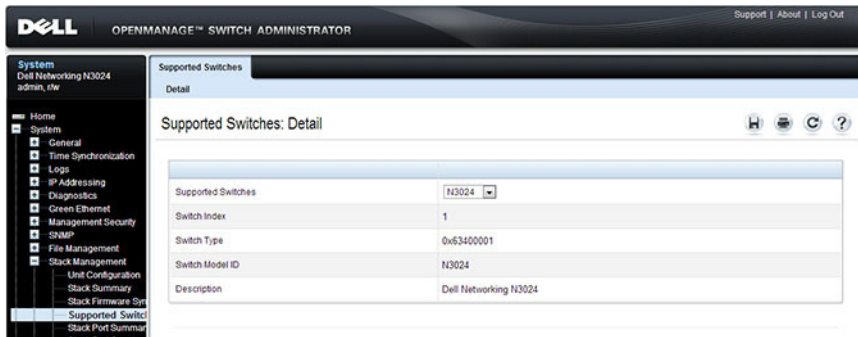 Support | About | Log Out
DELL OPENMANAGE™ SWITCH ADMINISTRATOR
System
Dell Networking N3024
admin, r/w
Home
System
General
Time Synchronization
Logs
IP Addressing
Diagnostics
Green Ethernet
Management Security
SNMP
File Management
Stack Management
Unit Configuration
Stack Summary
Stack Firmware Syn
Supported Switcl
Stack Port Summar
Supported Switches
Detail
Supported Switches: Detail
Supported Switches N3024
Switch Index 1
Switch Type 0x63400001
Switch Model ID N3024
Description Dell Networking N3024